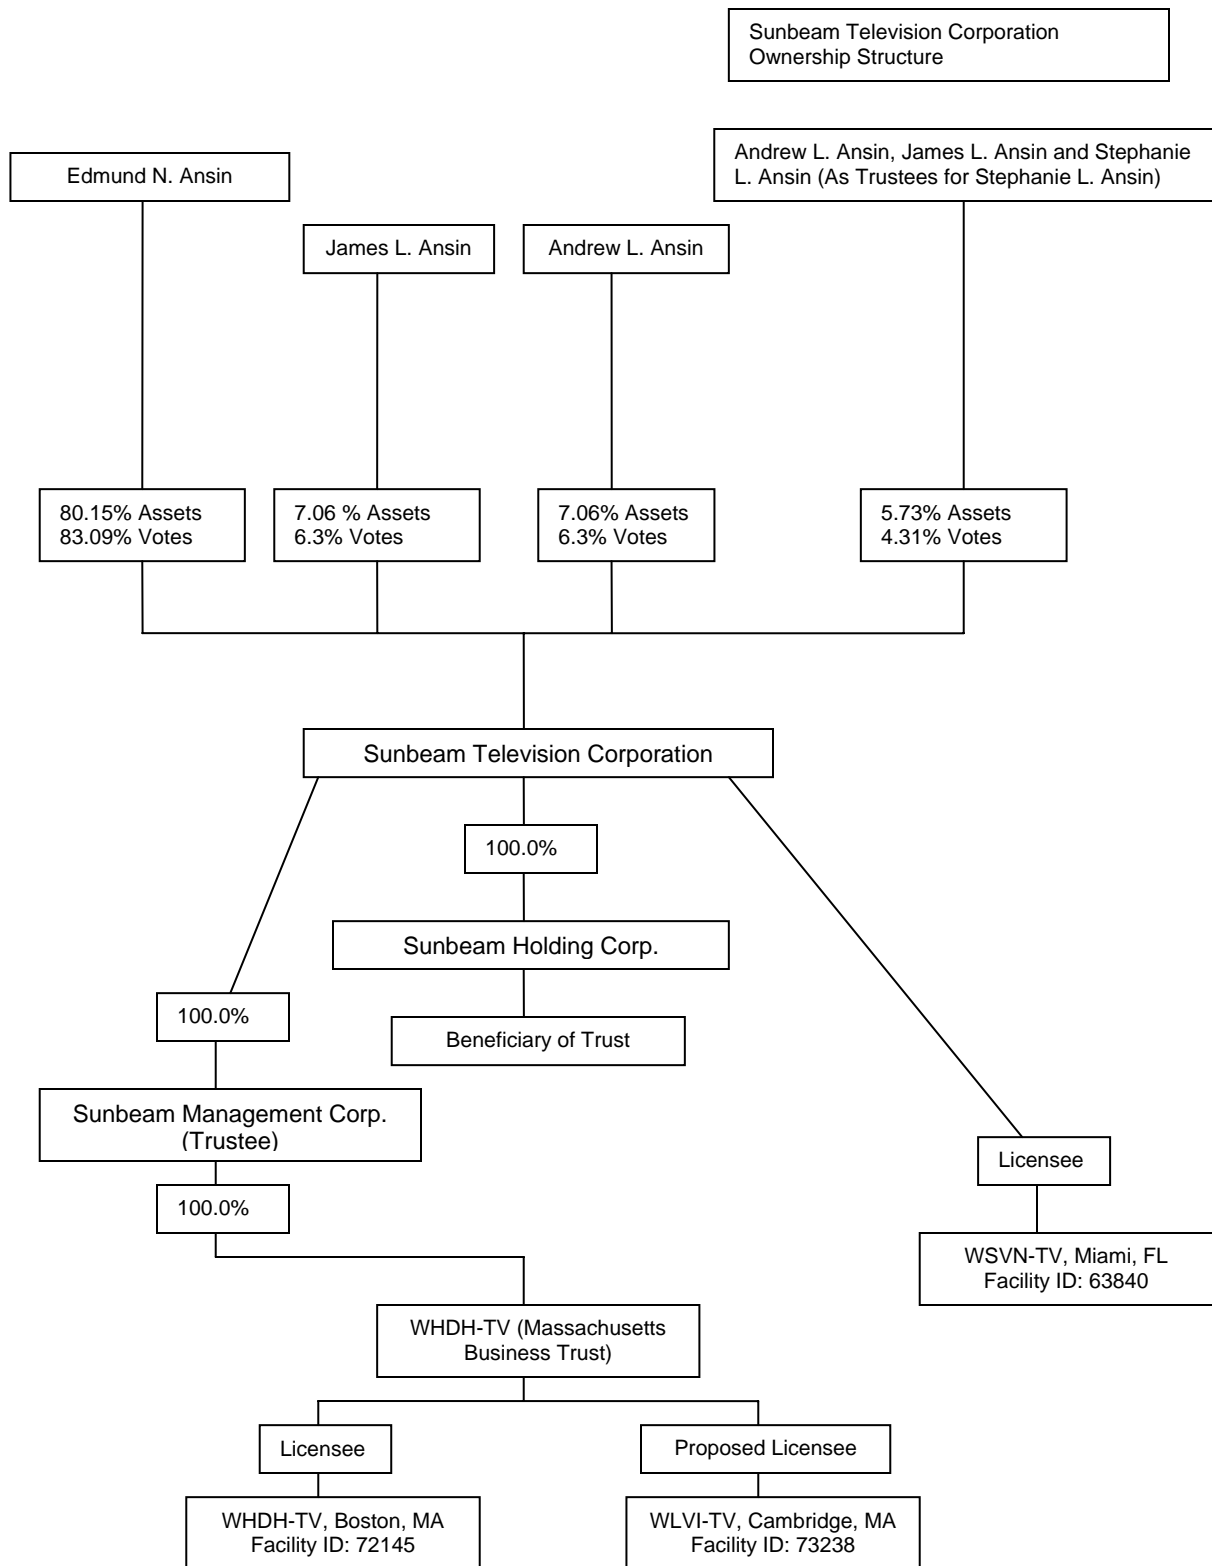 Sunbeam Television Corporation
Ownership Structure
Edmund N. Ansin
Andrew L. Ansin, James L. Ansin and Stephanie
L. Ansin (As Trustees for Stephanie L. Ansin)
James L. Ansin
Andrew L. Ansin
80.15% Assets
83.09% Votes
7.06 % Assets
6.3% Votes
7.06% Assets
6.3% Votes
5.73% Assets
4.31% Votes
Sunbeam Television Corporation
100.0%
Sunbeam Holding Corp.
100.0%
Beneficiary of Trust
Sunbeam Management Corp.
(Trustee)
Licensee
100.0%
WSVN-TV, Miami, FL
Facility ID: 63840
WHDH-TV (Massachusetts
Business Trust)
Licensee
Proposed Licensee
WHDH-TV, Boston, MA
Facility ID: 72145
WLVI-TV, Cambridge, MA
Facility ID: 73238